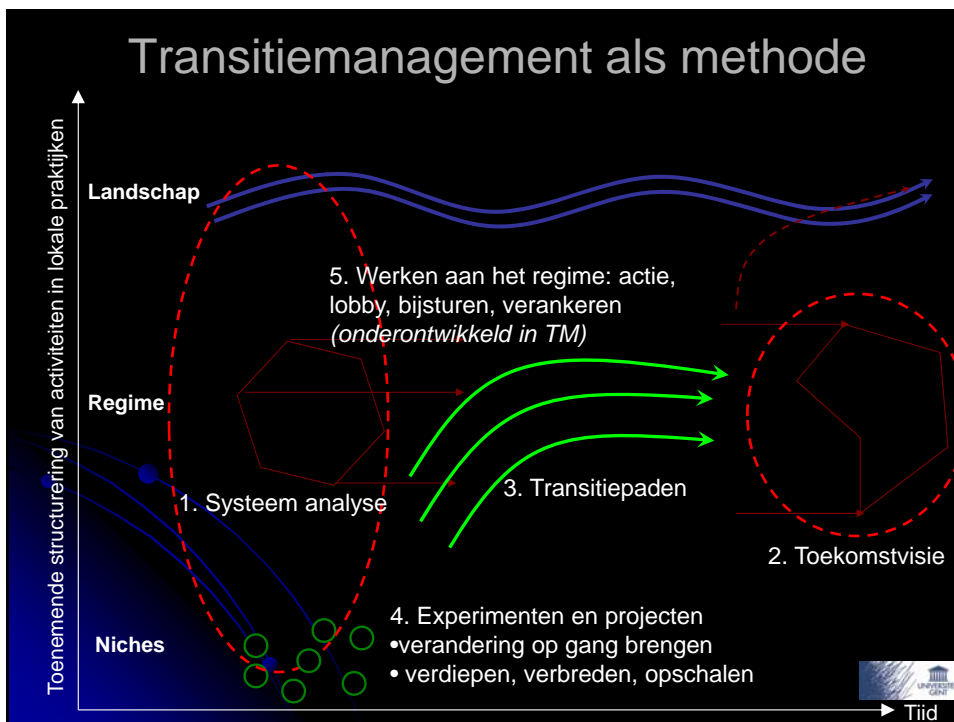 Transitiemanagement als methode
Toenemende structurering van activiteiten in lokale praktijken
Landschap
5. Werken aan het regime: actie,
lobby, bijsturen, verankeren
(onderontwikkeld in TM)
Regime
1. Systeem analyse
3. Transitiepaden
2. Toekomstvisie
4. Experimenten en projecten
•verandering op gang brengen
• verdiepen, verbreden, opschalen
Niches
UNIVERSITE
GENT
Tijd